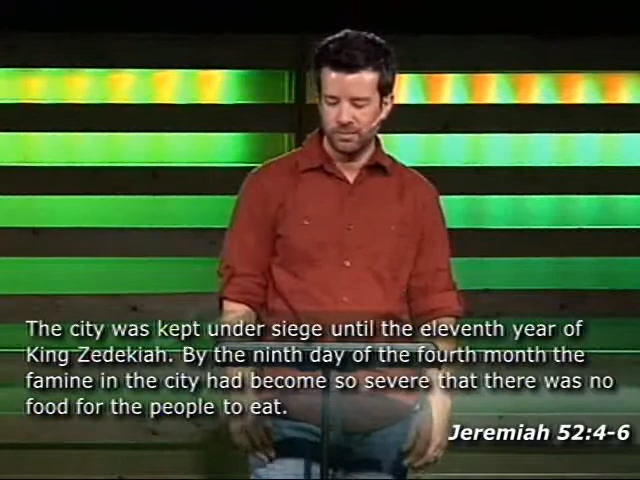 The city was kept under siege until the eleventh year of
King Zedekiah. By the ninth day of the fourth month the
famine in the city had become so severe that there was no
food for the people to eat.
Jeremiah 52:4-6